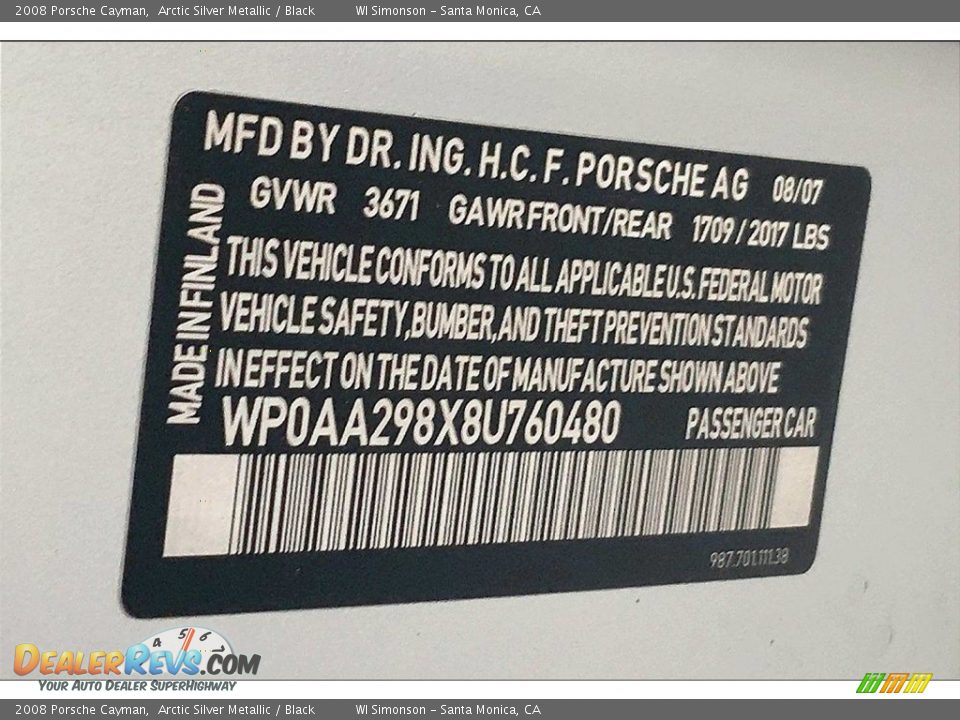 2008 Porsche Cayman, Arctic Silver Metallic / Black WI Simonson - Santa Monica, CA
MFD BY DR. ING. H.C. F. PORSCHE AG 08/07
GVWR 3671 GAWR FRONT/REAR 1709 / 2017 LBS
THIS VEHICLE CONFORMS TO ALL APPLICABLE U.S. FEDERAL MOTOR
VEHICLE SAFETY, BUMBER, AND THEFT PREVENTION STANDARDS
IN EFFECT ON THE DATE OF MANUFACTURE SHOWN ABOVE
WP0AA298X8U760480 PASSENGER CAR
MADE IN FINLAND
987.701.111.38
4 5 6 7
DEALERREVS.COM
YOUR AUTO DEALER SUPERHIGHWAY
2008 Porsche Cayman, Arctic Silver Metallic / Black WI Simonson - Santa Monica, CA